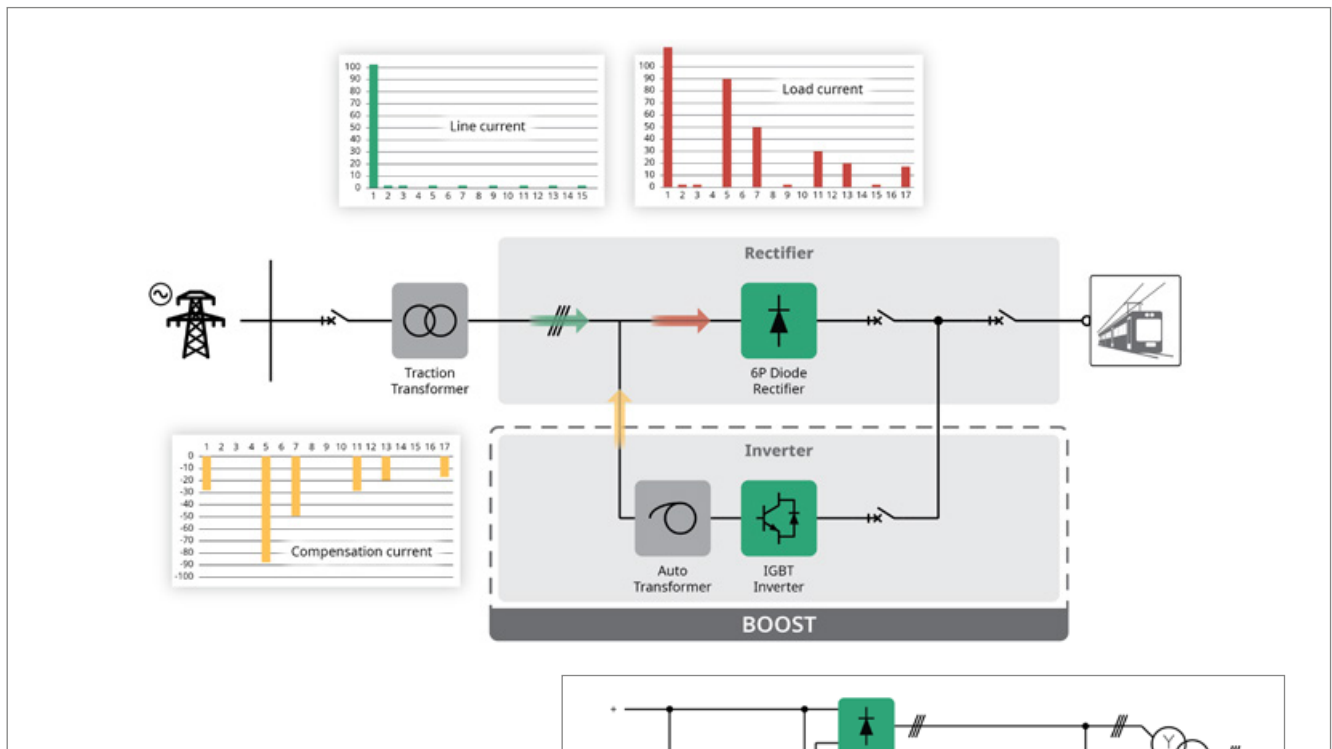 100
90
80
70
60
50
40
30
20
10
0
Line current
1 2 3 4 5 6 7 8 9 10 11 12 13 14 15
100
90
80
70
60
50
40
30
20
10
0
Load current
1 2 3 4 5 6 7 8 9 10 11 12 13 14 15 16 17
Rectifier
Traction
Transformer
6P Diode
Rectifier
1 2 3 4 5 6 7 8 9 10 11 12 13 14 15 16 17
0
-10
-20
-30
-40
-50
-60
-70
-80
-90
-100
Compensation current
Inverter
Auto
Transformer
IGBT
Inverter
BOOST
+
Y